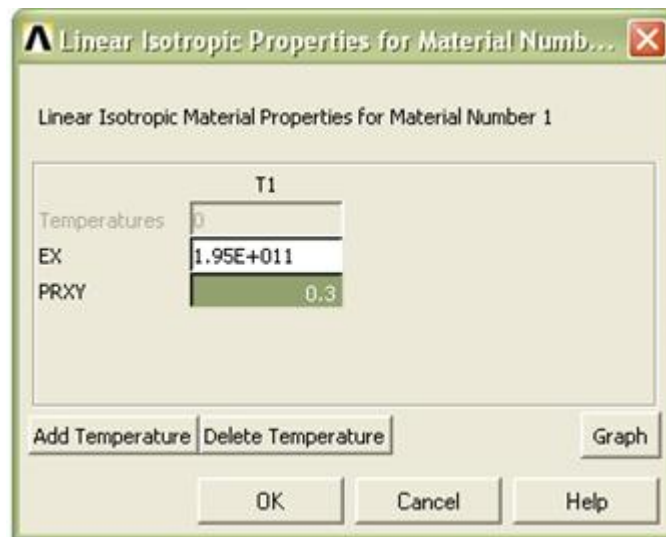 Linear Isotropic Properties for Material Numb...
Linear Isotropic Material Properties for Material Number 1
T1
Temperatures 0
EX 1.95E+011
PRXY 0.3
Add Temperature Delete Temperature Graph
OK Cancel Help